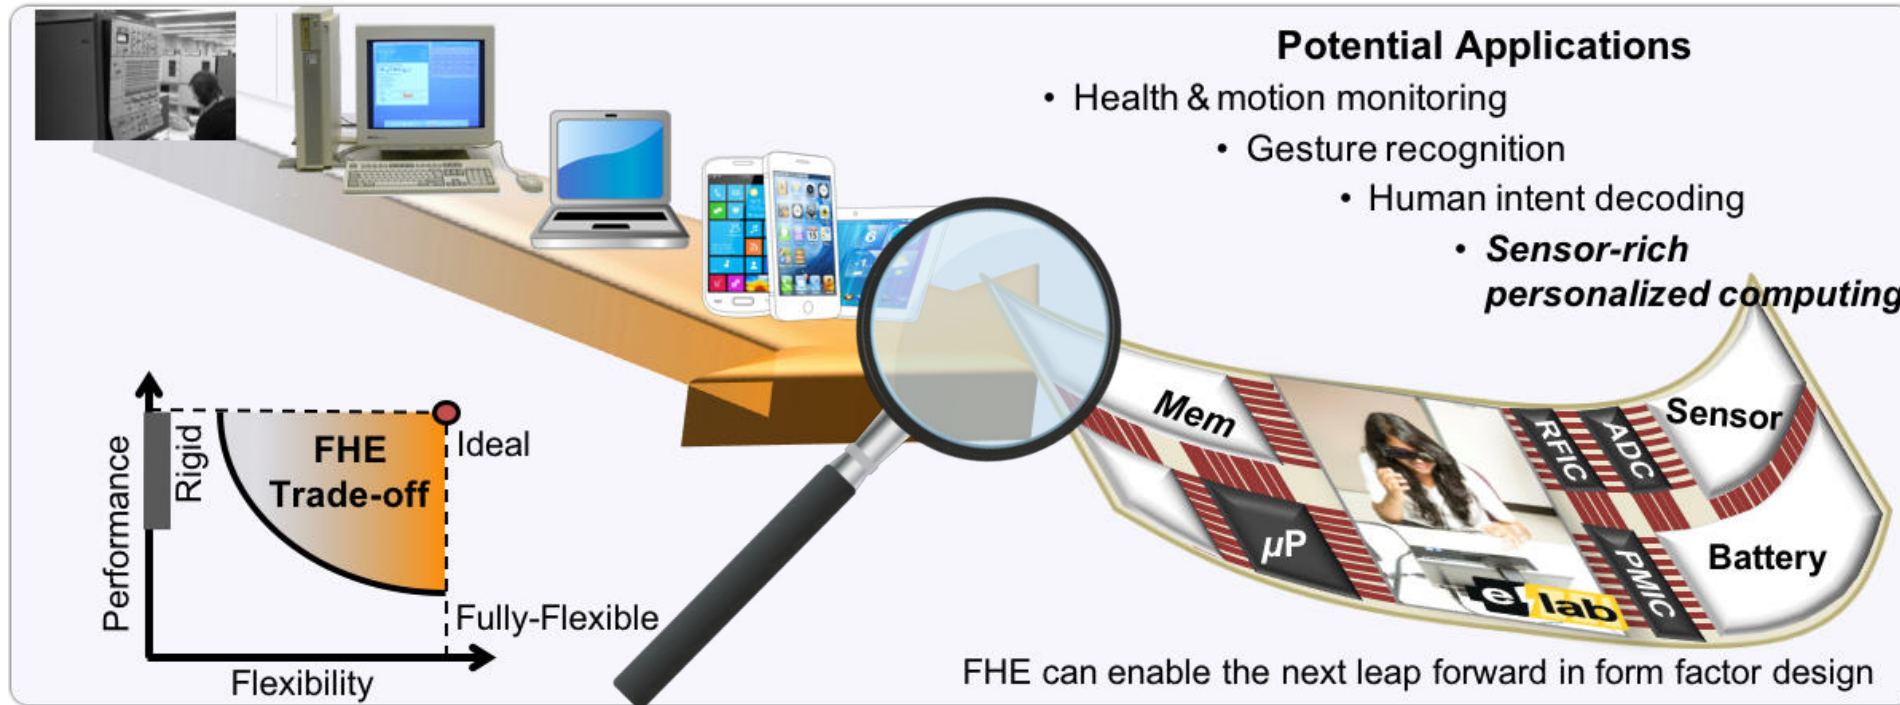 Potential Applications
• Health & motion monitoring
• Gesture recognition
• Human intent decoding
• Sensor-rich
personalized computing
Performance
Rigid
FHE
Trade-off
Ideal
Fully-Flexible
Flexibility
Mem
µP
RFIC
ADC
Sensor
PMIC
Battery
e lab
FHE can enable the next leap forward in form factor design